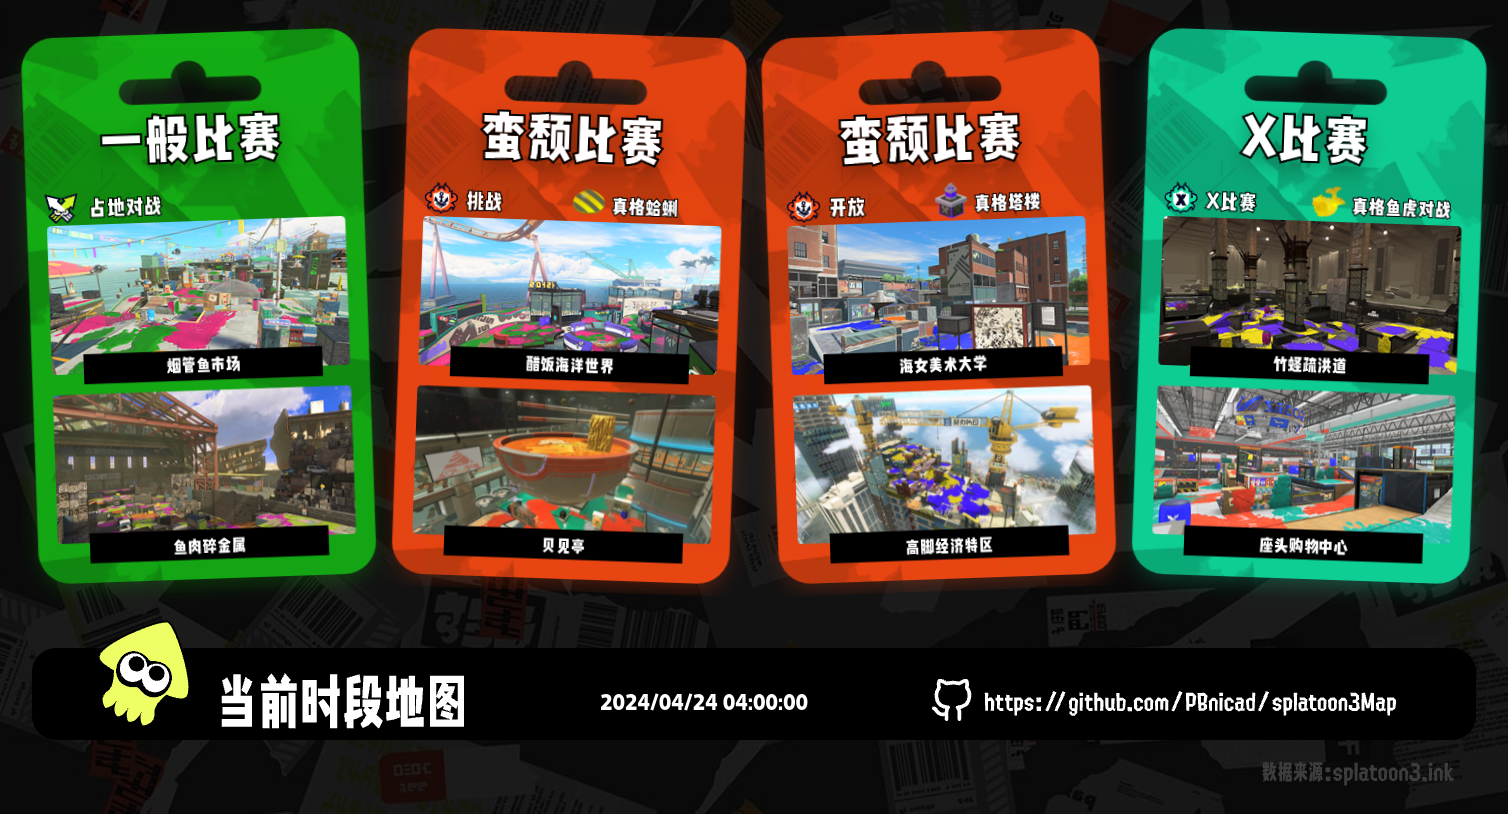 一般比赛
占地对战
烟管鱼市场
鱼肉碎金属
蛮颓比赛
挑战
真格蛤蜊
醋饭海洋世界
贝见亭
蛮颓比赛
开放
真格塔楼
海女美术大学
高脚经济特区
X比赛
X比赛
真格鱼虎对战
竹蛏疏洪道
座头购物中心
当前时段地图
2024/04/24 04:00:00
https://github.com/PBnicad/splatoon3Map
数据来源:splatoon3.ink